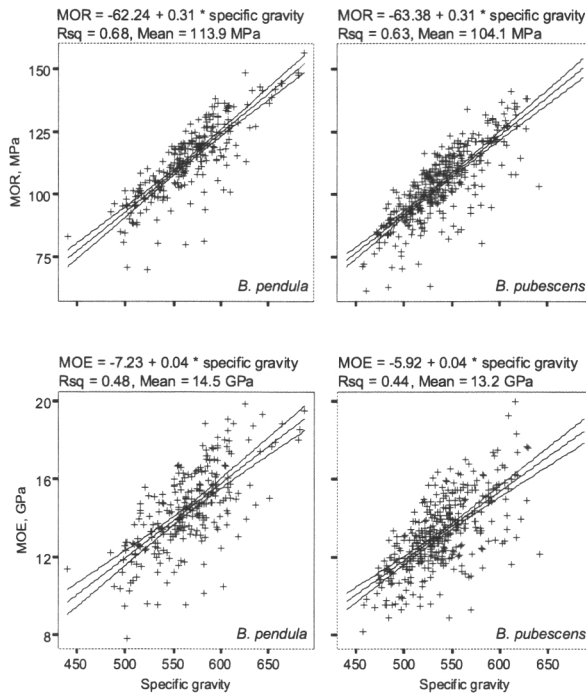 MOR = -62.24 + 0.31 * specific gravity
Rsq = 0.68, Mean = 113.9 MPa
MOR = -63.38 + 0.31 * specific gravity
Rsq = 0.63, Mean = 104.1 MPa
150
125
100
75
MOR, MPa
B. pendula
B. pubescens
MOE = -7.23 + 0.04 * specific gravity
Rsq = 0.48, Mean = 14.5 GPa
MOE = -5.92 + 0.04 * specific gravity
Rsq = 0.44, Mean = 13.2 GPa
20
16
12
8
MOE, GPa
B. pendula
B. pubescens
450 500 550 600 650
450 500 550 600 650
Specific gravity
Specific gravity